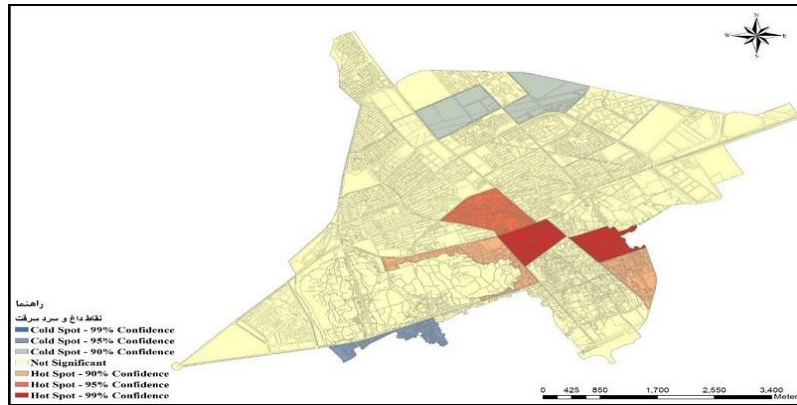 N
W E
S
راهنما
نقاط داغ و سرد سرقت
Cold Spot - 99% Confidence
Cold Spot - 95% Confidence
Cold Spot - 90% Confidence
Not Significant
Hot Spot - 90% Confidence
Hot Spot - 95% Confidence
Hot Spot - 99% Confidence
0 425 850 1,700 2,550 3,400
Meter